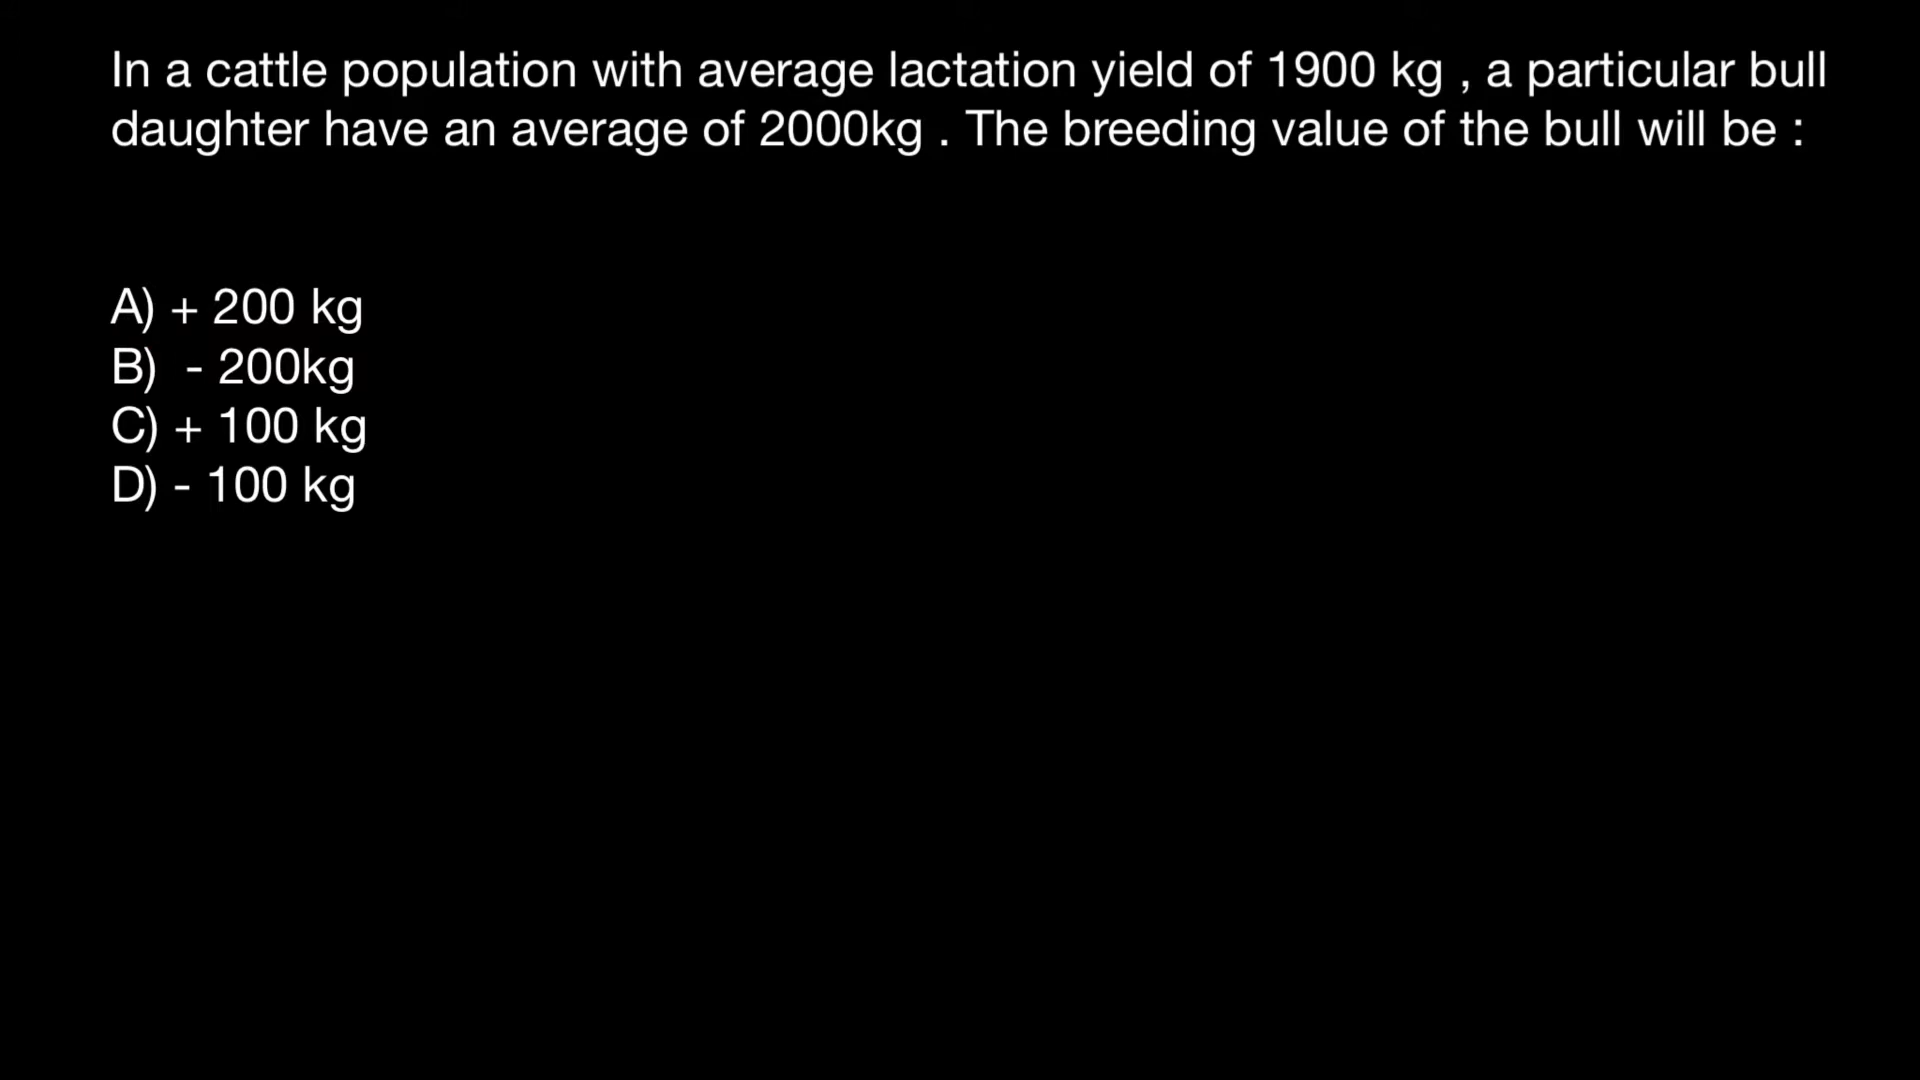 In a cattle population with average lactation yield of 1900 kg , a particular bull
daughter have an average of 2000kg . The breeding value of the bull will be :
A) + 200 kg
B)  - 200kg
C) + 100 kg
D) - 100 kg